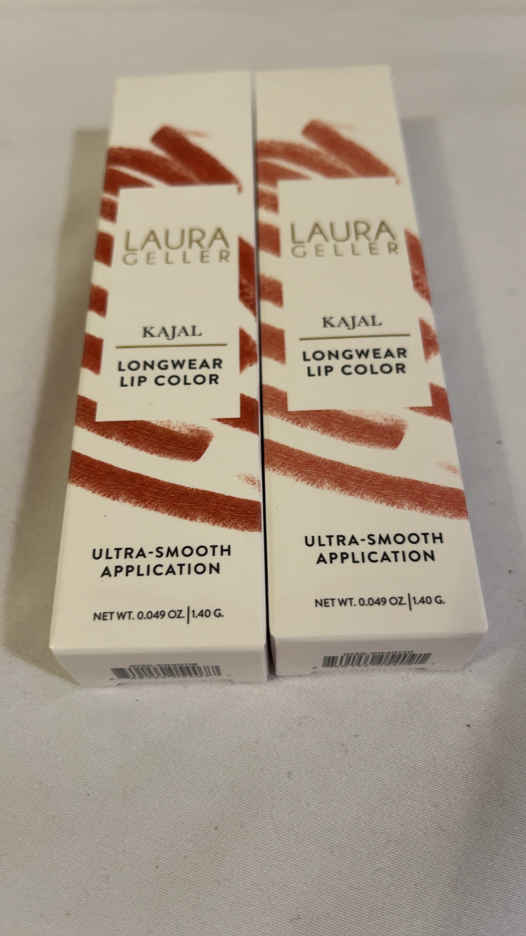 LAURA
GELLER
KAJAL
LONGWEAR
LIP COLOR
ULTRA-SMOOTH
APPLICATION
NET WT. 0.049 OZ.|1.40 G.
LAURA
GELLER
KAJAL
LONGWEAR
LIP COLOR
ULTRA-SMOOTH
APPLICATION
NET WT. 0.049 OZ.|1.40 G.